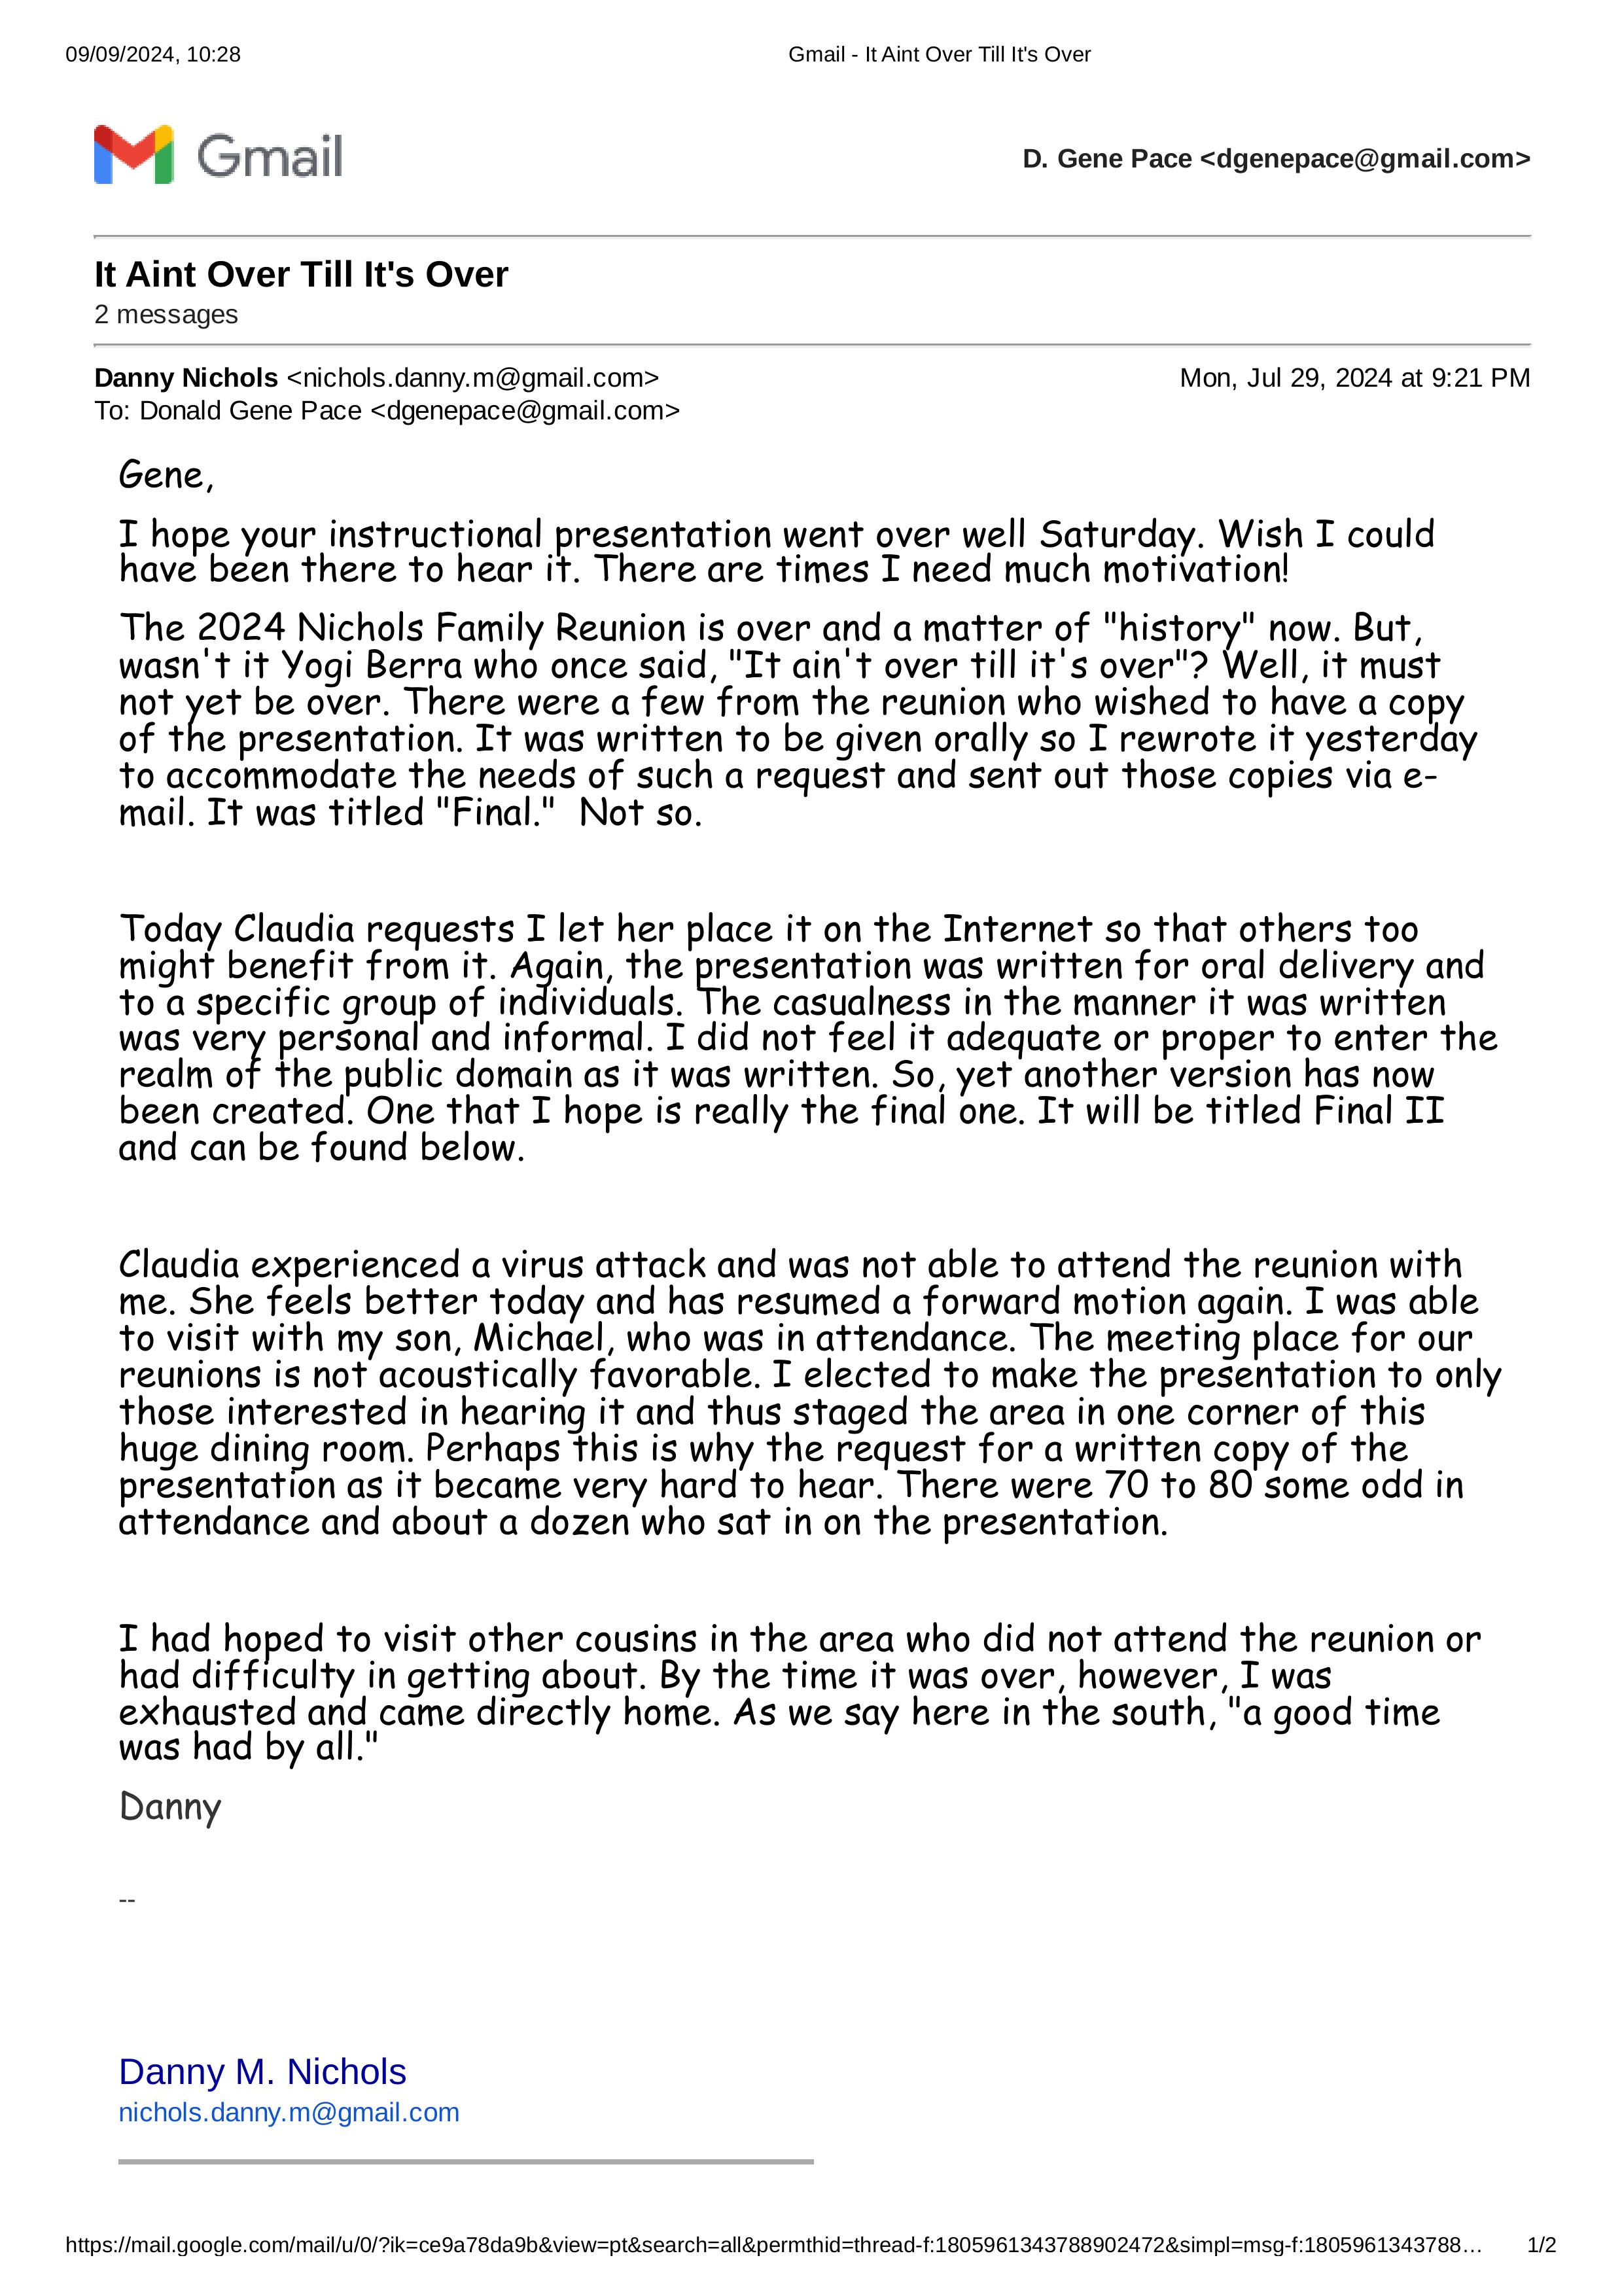 09/09/2024, 10:28 Gmail - It Aint Over Till It's Over
Gmail D. Gene Pace <dgenepace@gmail.com>
It Aint Over Till It's Over
2 messages
Danny Nichols <nichols.danny.m@gmail.com> Mon, Jul 29, 2024 at 9:21 PM
To: Donald Gene Pace <dgenepace@gmail.com>
Gene,
I hope your instructional presentation went over well Saturday. Wish I could
have been there to hear it. There are times I need much motivation!
The 2024 Nichols Family Reunion is over and a matter of "history" now. But,
wasn't it Yogi Berra who once said, "It ain't over till it's over"? Well, it must
not yet be over. There were a few from the reunion who wished to have a copy
of the presentation. It was written to be given orally so I rewrote it yesterday
to accommodate the needs of such a request and sent out those copies via e-
mail. It was titled "Final."  Not so.
Today Claudia requests I let her place it on the Internet so that others too
might benefit from it. Again, the presentation was written for oral delivery and
to a specific group of individuals. The casualness in the manner it was written
was very personal and informal. I did not feel it adequate or proper to enter the
realm of the public domain as it was written. So, yet another version has now
been created. One that I hope is really the final one. It will be titled Final II
and can be found below.
Claudia experienced a virus attack and was not able to attend the reunion with
me. She feels better today and has resumed a forward motion again. I was able
to visit with my son, Michael, who was in attendance. The meeting place for our
reunions is not acoustically favorable. I elected to make the presentation to only
those interested in hearing it and thus staged the area in one corner of this
huge dining room. Perhaps this is why the request for a written copy of the
presentation as it became very hard to hear. There were 70 to 80 some odd in
attendance and about a dozen who sat in on the presentation.
I had hoped to visit other cousins in the area who did not attend the reunion or
had difficulty in getting about. By the time it was over, however, I was
exhausted and came directly home. As we say here in the south, "a good time
was had by all."
Danny
--
Danny M. Nichols
nichols.danny.m@gmail.com
https://mail.google.com/mail/u/0/?ik=ce9a78da9b&view=pt&search=all&permthid=thread-f:1805961343788902472&simpl=msg-f:1805961343788… 1/2